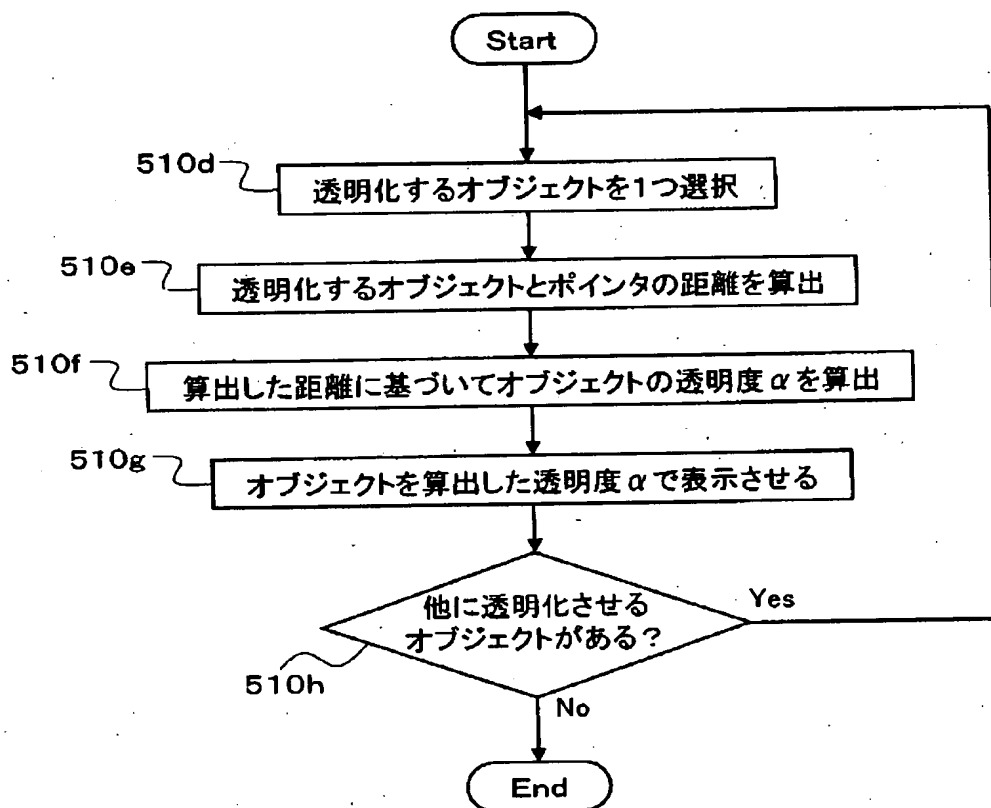 Start
510d
透明化するオブジェクトを1つ選択
510e
透明化するオブジェクトとポインタの距離を算出
510f
算出した距離に基づいてオブジェクトの透明度αを算出
510g
オブジェクトを算出した透明度αで表示させる
他に透明化させる
オブジェクトがある?
Yes
510h
No
End